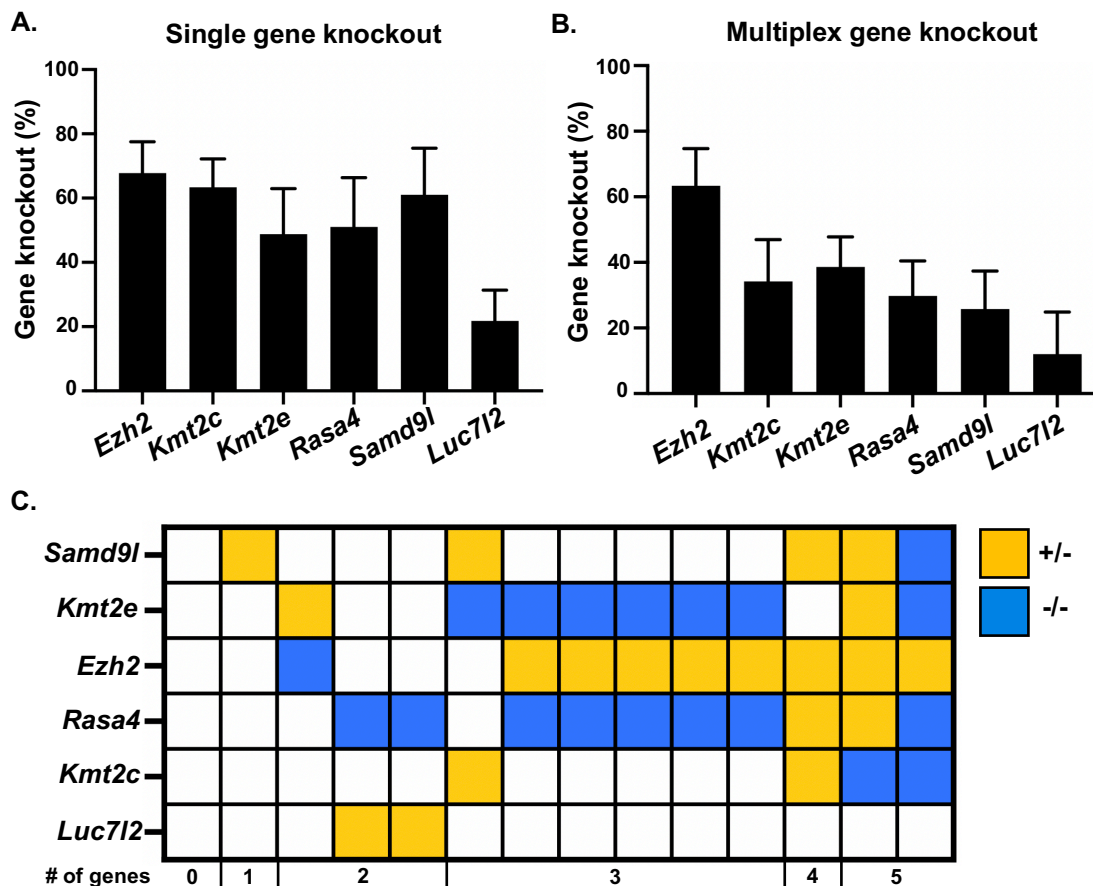 A.
Single gene knockout
Gene knockout (%)
100
80
60
40
20
0
Ezh2
Kmt2c
Kmt2e
Rasa4
Samd9l
Luc7l2
B.
Multiplex gene knockout
Gene knockout (%)
100
80
60
40
20
0
Ezh2
Kmt2c
Kmt2e
Rasa4
Samd9l
Luc7l2
C.
Samd9l
Kmt2e
Ezh2
Rasa4
Kmt2c
Luc7l2
# of genes 0 1 2 3 4 5
+/-
-/-